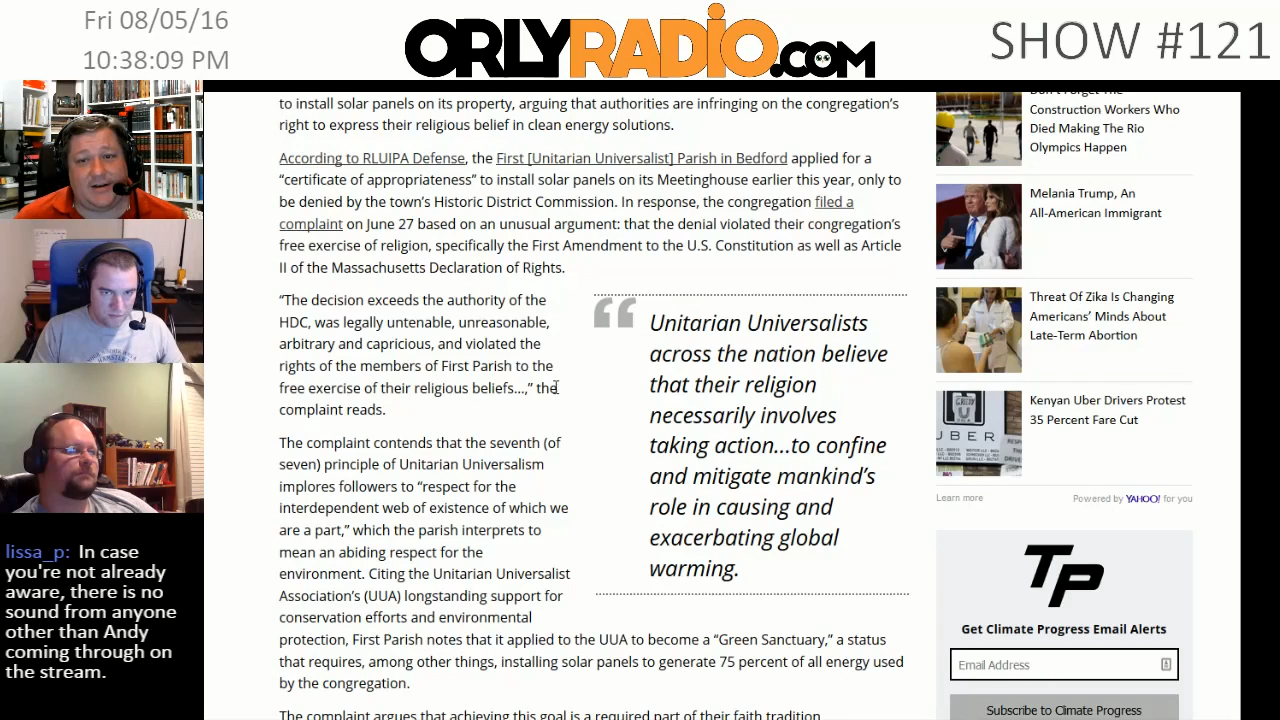 Fri 08/05/16
10:38:09 PM
ORLYRADIO.COM
SHOW #121
to install solar panels on its property, arguing that authorities are infringing on the congregation's
right to express their religious belief in clean energy solutions.
According to RLUIPA Defense, the First [Unitarian Universalist] Parish in Bedford applied for a
“certificate of appropriateness” to install solar panels on its Meetinghouse earlier this year, only to
be denied by the town's Historic District Commission. In response, the congregation filed a
complaint on June 27 based on an unusual argument: that the denial violated their congregation's
free exercise of religion, specifically the First Amendment to the U.S. Constitution as well as Article
II of the Massachusetts Declaration of Rights.
“The decision exceeds the authority of the
HDC, was legally untenable, unreasonable,
arbitrary and capricious, and violated the
rights of the members of First Parish to the
free exercise of their religious beliefs…,” the
complaint reads.
The complaint contends that the seventh (of
seven) principle of Unitarian Universalism
implores followers to “respect for the
interdependent web of existence of which we
are a part,” which the parish interprets to
mean an abiding respect for the
environment. Citing the Unitarian Universalist
Association's (UUA) longstanding support for
conservation efforts and environmental
protection, First Parish notes that it applied to the UUA to become a “Green Sanctuary,” a status
that requires, among other things, installing solar panels to generate 75 percent of all energy used
by the congregation.
The complaint argues that achieving this goal is a required part of their faith tradition
“
Unitarian Universalists
across the nation believe
that their religion
necessarily involves
taking action…to confine
and mitigate mankind's
role in causing and
exacerbating global
warming.
Don't Forget The
Construction Workers Who
Died Making The Rio
Olympics Happen
Melania Trump, An
All-American Immigrant
Threat Of Zika Is Changing
Americans' Minds About
Late-Term Abortion
Kenyan Uber Drivers Protest
35 Percent Fare Cut
UBER
Learn more
Powered by YAHOO! for you
TP
Get Climate Progress Email Alerts
Email Address
Subscribe to Climate Progress
lissa_p: In case
you're not already
aware, there is no
sound from anyone
other than Andy
coming through on
the stream.